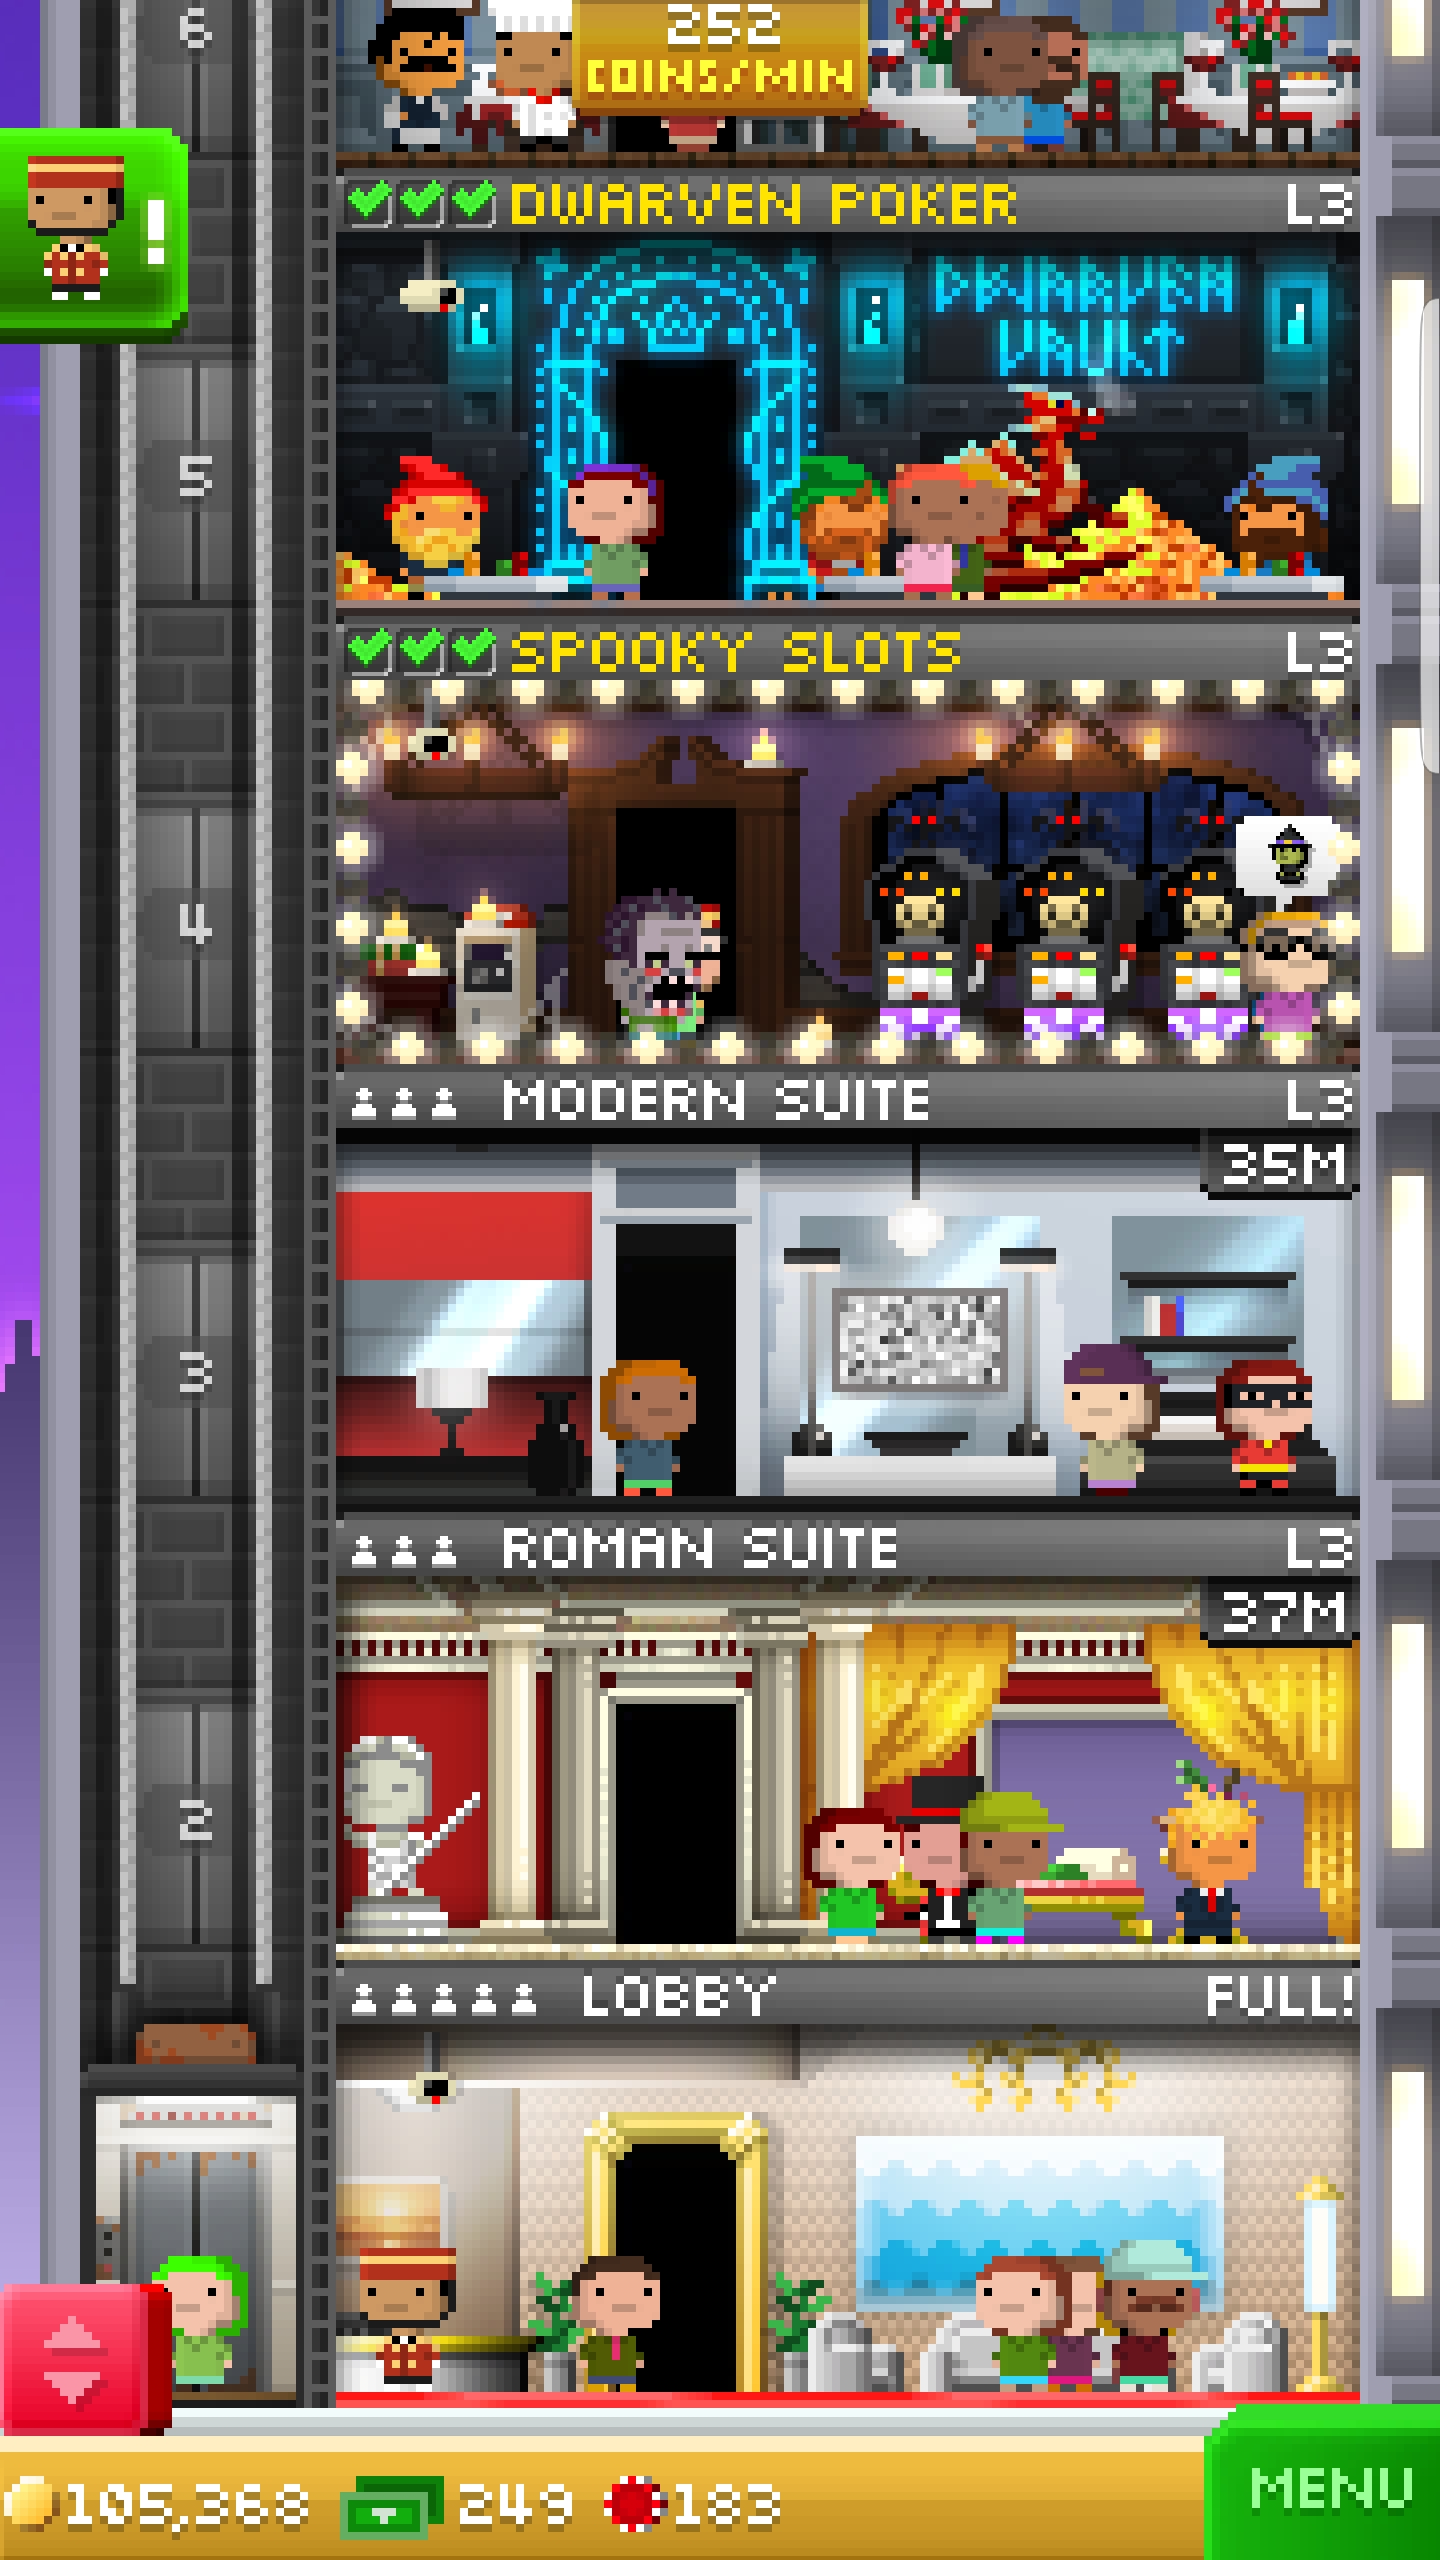 6
252
COINS/MIN
!
DWARVEN POKER L3
DWARVEN
VAULT
5
SPOOKY SLOTS L3
4
MODERN SUITE L3
35M
3
ROMAN SUITE L3
37M
2
LOBBY FULL!
105,368 249 183
MENU